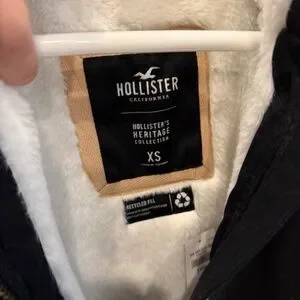 HOLLISTER
CALIFORNIA
HOLLISTER'S
HERITAGE
COLLECTION
XS
RECYCLED FILL